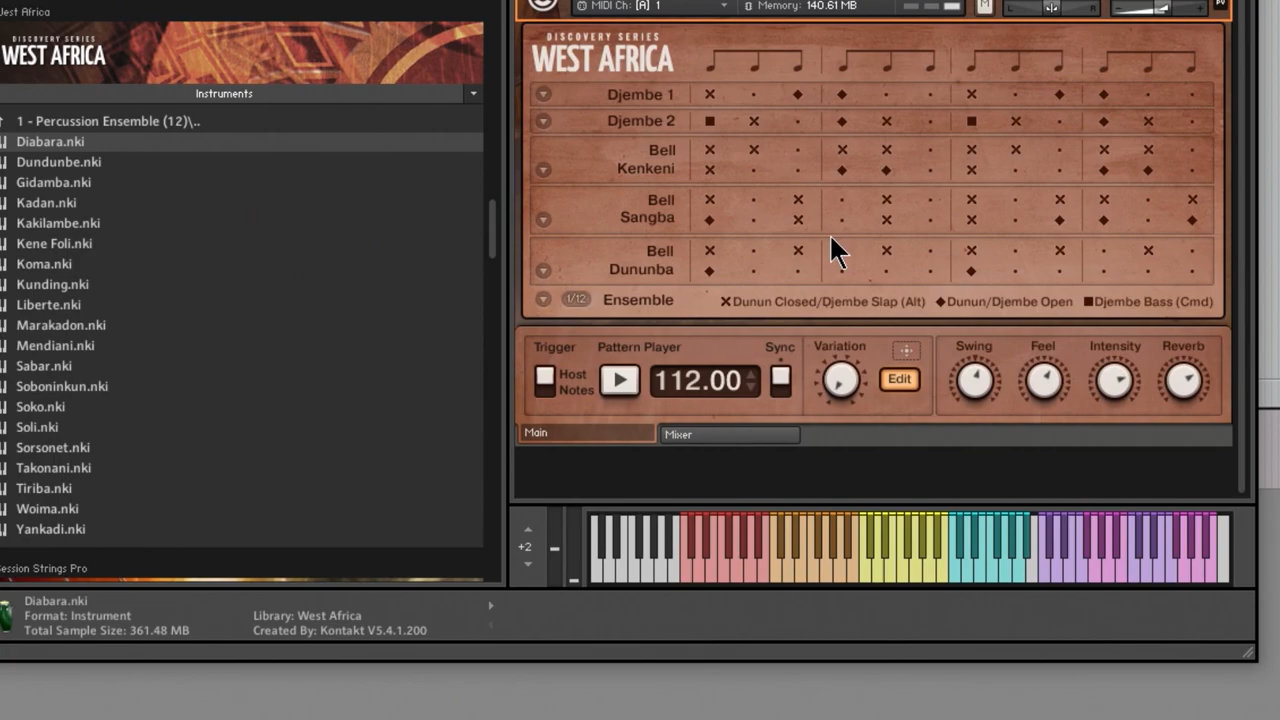 West Africa
DISCOVERY SERIES
WEST AFRICA
Instruments
1 - Percussion Ensemble (12)\..
Diabara.nki
Dundunbe.nki
Gidamba.nki
Kadan.nki
Kakilambe.nki
Kene Foli.nki
Koma.nki
Kunding.nki
Liberte.nki
Marakadon.nki
Mendiani.nki
Sabar.nki
Soboninkun.nki
Soko.nki
Soli.nki
Sorsonet.nki
Takonani.nki
Tiriba.nki
Woima.nki
Yankadi.nki
Session Strings Pro
Diabara.nki
Format: Instrument
Total Sample Size: 361.48 MB
Library: West Africa
Created By: Kontakt V5.4.1.200
MIDI Ch: [A] 1
Memory: 140.61 MB
M
L
R
PV
DISCOVERY SERIES
WEST AFRICA
Djembe 1
Djembe 2
Bell
Kenkeni
Bell
Sangba
Bell
Dununba
1/12 Ensemble
Dunun Closed/Djembe Slap (Alt) Dunun/Djembe Open Djembe Bass (Cmd)
Trigger
Host
Notes
Pattern Player
112.00
Sync
Variation
Edit
Swing
Feel
Intensity
Reverb
Main
Mixer
+2